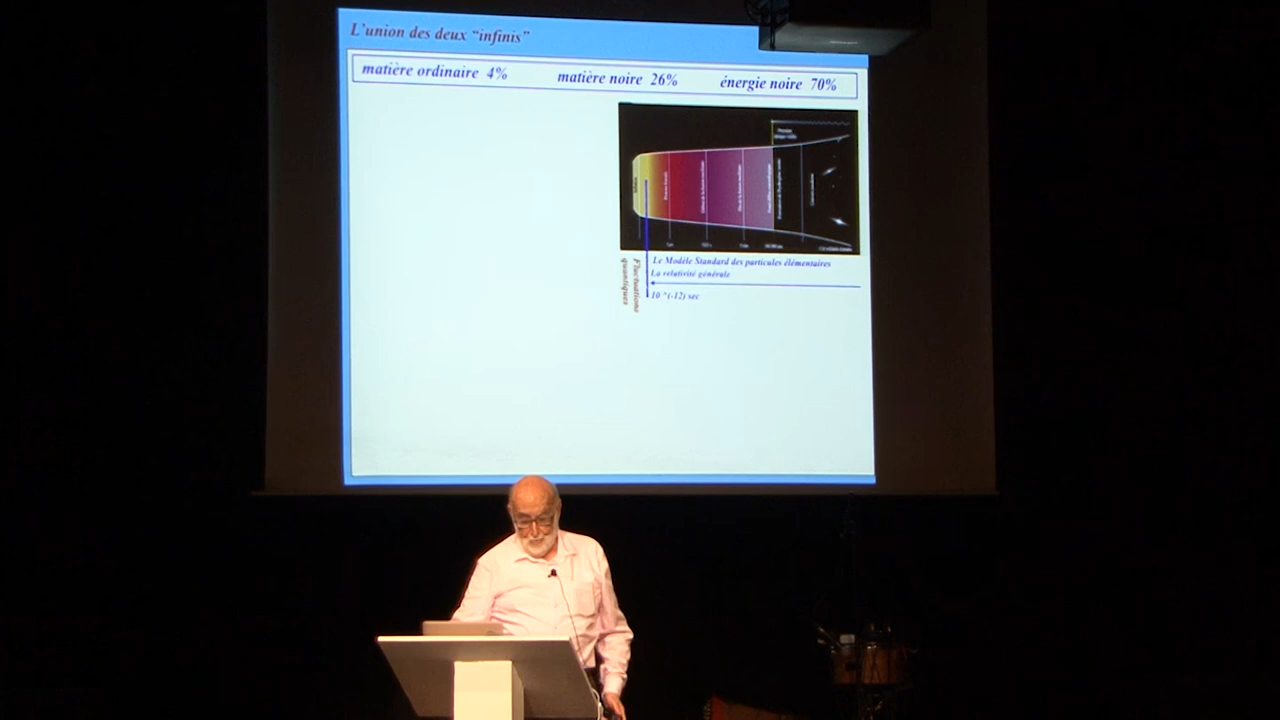 L'union des deux "infinis"
matière ordinaire 4% matière noire 26% énergie noire 70%
Le Modèle Standard des particules élémentaires
La relativité générale
10 ^(-12) sec
Fluctuations
quantiques